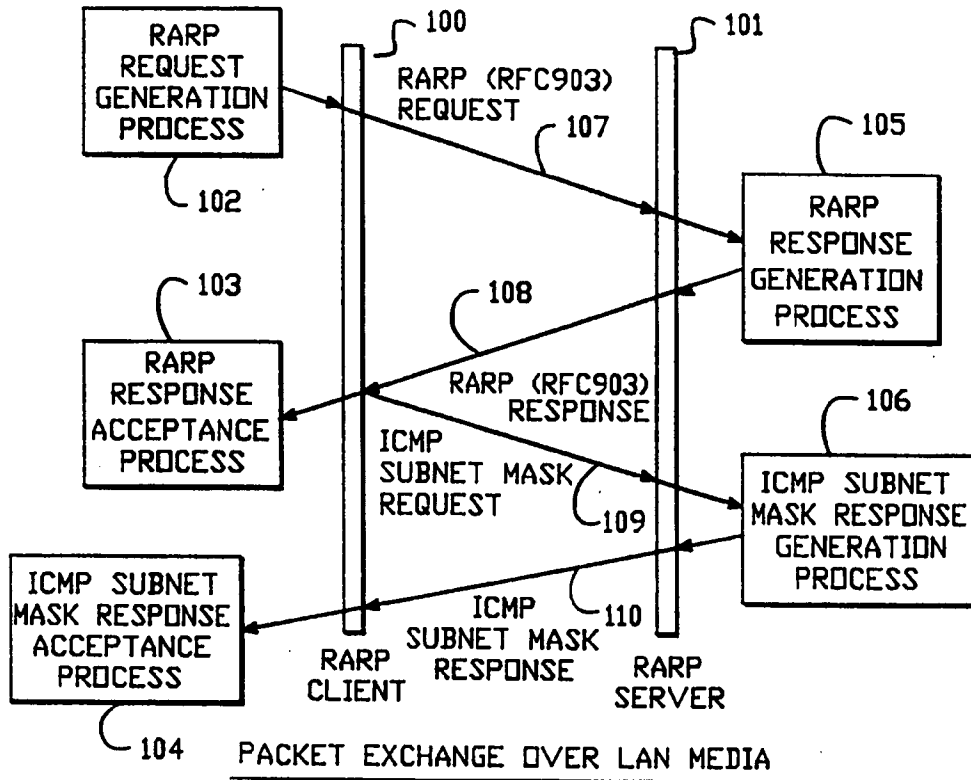 100
101
RARP
REQUEST
GENERATION
PROCESS
102
RARP (RFC903)
REQUEST
107
105
RARP
RESPONSE
GENERATION
PROCESS
103
108
RARP
RESPONSE
ACCEPTANCE
PROCESS
RARP (RFC903)
RESPONSE
106
ICMP
SUBNET MASK
REQUEST
109
ICMP SUBNET
MASK RESPONSE
GENERATION
PROCESS
ICMP SUBNET
MASK RESPONSE
ACCEPTANCE
PROCESS
104
ICMP
SUBNET MASK
RESPONSE
110
RARP
CLIENT
RARP
SERVER
PACKET EXCHANGE OVER LAN MEDIA